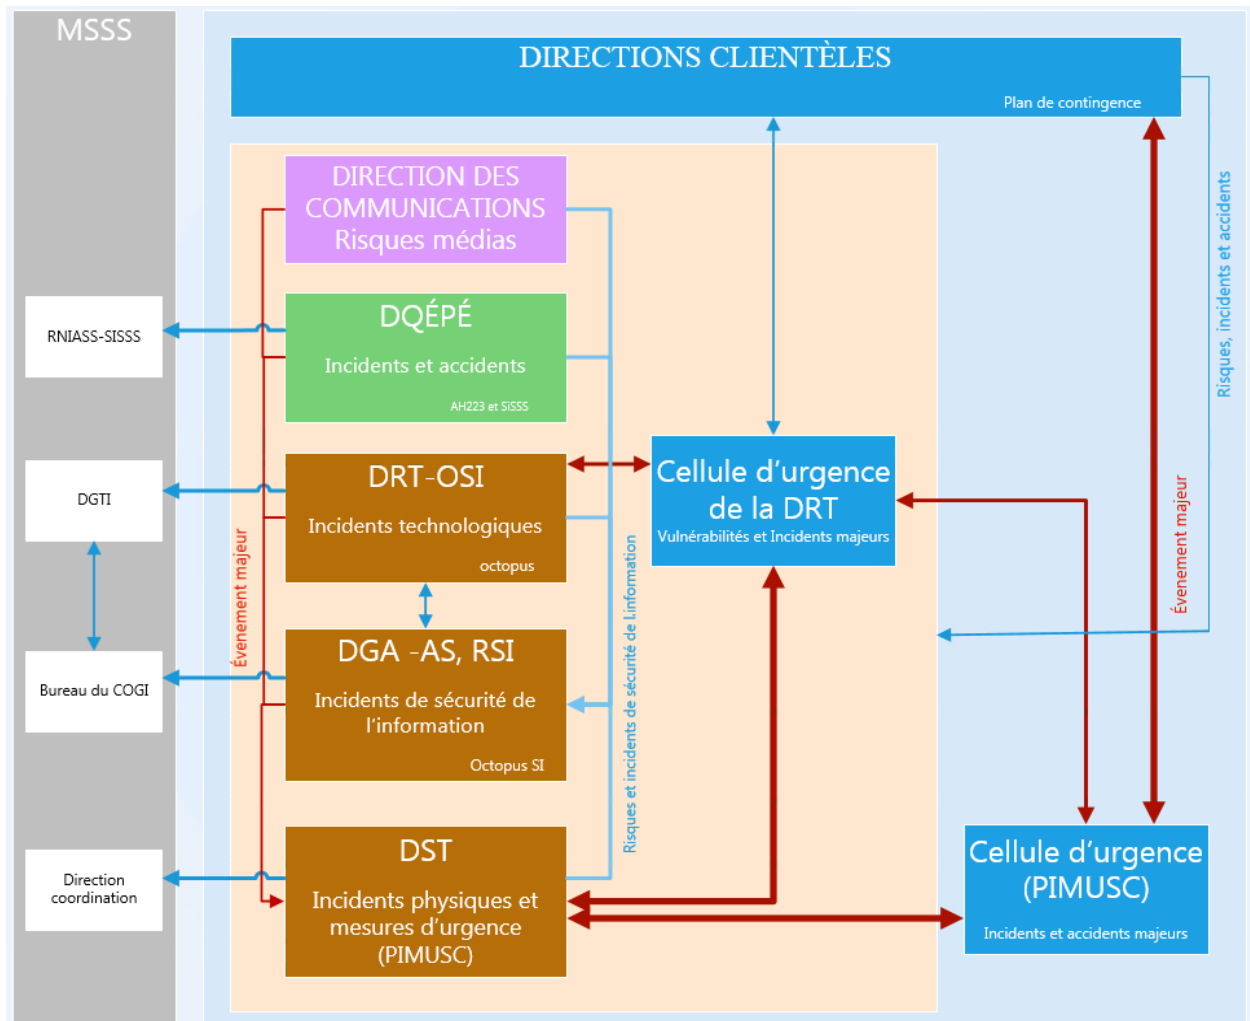 MSSS
DIRECTIONS CLIENTÈLES
Plan de contingence
DIRECTION DES
COMMUNICATIONS
Risques médias
DQÉPÉ
Incidents et accidents
AH223 et SiSSS
RNIASS-SISSS
DRT-OSI
Incidents technologiques
octopus
DGTI
Cellule d'urgence
de la DRT
Vulnérabilités et Incidents majeurs
DGA -AS, RSI
Incidents de sécurité de
l'information
Octopus SI
Bureau du COGI
DST
Incidents physiques et
mesures d'urgence
(PIMUSC)
Direction
coordination
Cellule d'urgence
(PIMUSC)
Incidents et accidents majeurs
Évenement majeur
Risques et incidents de sécurité de l.information
Évenement majeur
Risques, incidents et accidents